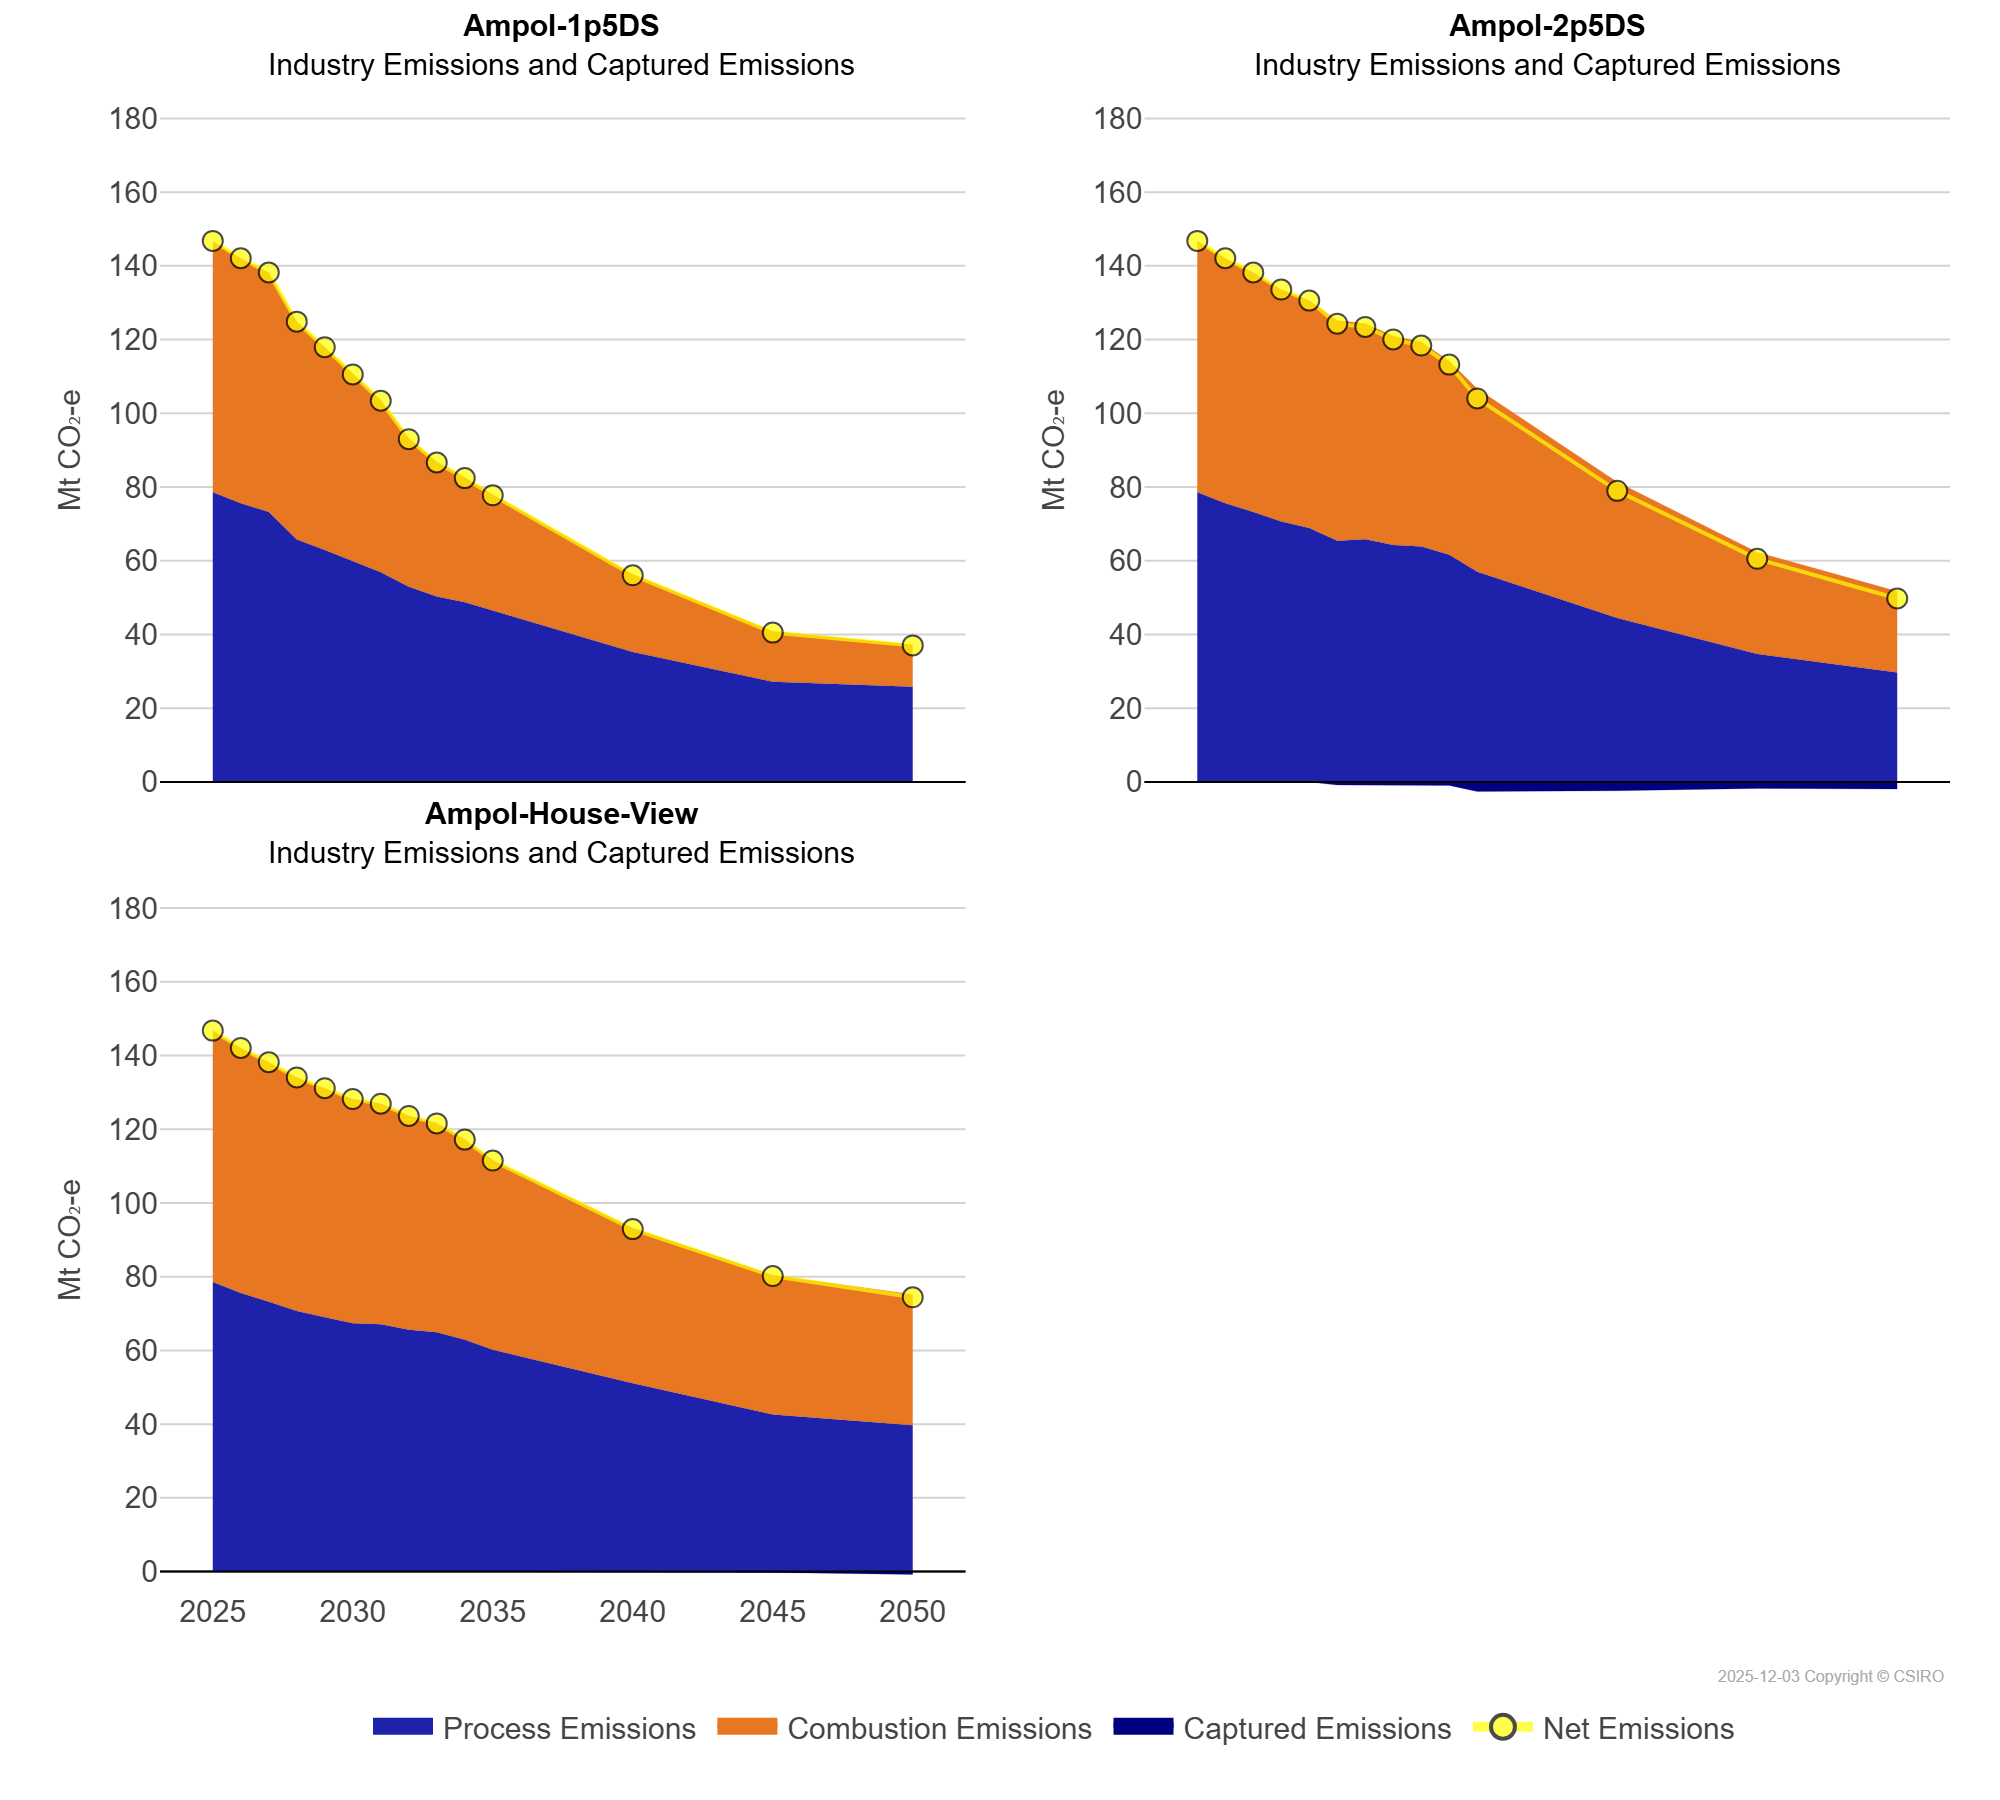 Ampol-1p5DS
Industry Emissions and Captured Emissions
180
160
140
120
100
80
60
40
20
0
Mt CO₂-e
Ampol-2p5DS
Industry Emissions and Captured Emissions
180
160
140
120
100
80
60
40
20
0
Mt CO₂-e
Ampol-House-View
Industry Emissions and Captured Emissions
180
160
140
120
100
80
60
40
20
0
Mt CO₂-e
2025 2030 2035 2040 2045 2050
2025-12-03 Copyright © CSIRO
Process Emissions Combustion Emissions Captured Emissions Net Emissions